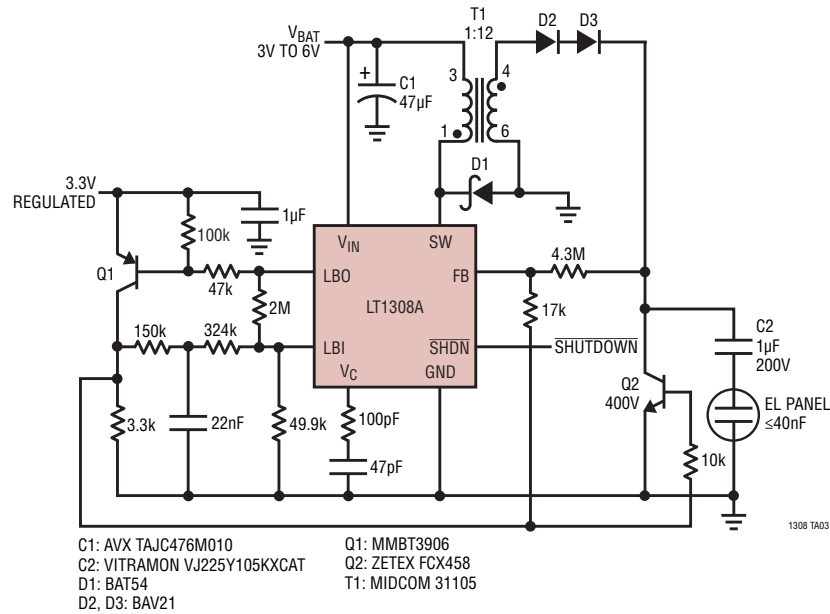 VBAT
3V TO 6V
T1
1:12
D2
D3
3
4
1
6
+
C1
47µF
D1
3.3V
REGULATED
1µF
100k
Q1
47k
2M
VIN
SW
LBO
FB
LT1308A
LBI
SHDN
VC
GND
4.3M
17k
SHUTDOWN
150k
324k
3.3k
22nF
49.9k
100pF
47pF
Q2
400V
C2
1µF
200V
EL PANEL
≤40nF
10k
1308 TA03
C1: AVX TAJC476M010
C2: VITRAMON VJ225Y105KXCAT
D1: BAT54
D2, D3: BAV21
Q1: MMBT3906
Q2: ZETEX FCX458
T1: MIDCOM 31105